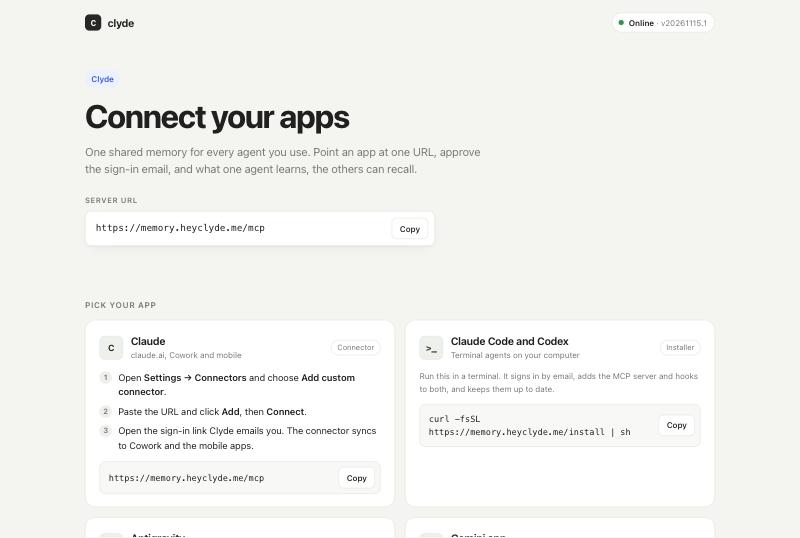 C clyde
Online · v20261115.1
Clyde
Connect your apps
One shared memory for every agent you use. Point an app at one URL, approve
the sign-in email, and what one agent learns, the others can recall.
SERVER URL
https://memory.heyclyde.me/mcp
Copy
PICK YOUR APP
C
Claude
claude.ai, Cowork and mobile
Connector
1 Open Settings → Connectors and choose Add custom
connector.
2 Paste the URL and click Add, then Connect.
3 Open the sign-in link Clyde emails you. The connector syncs
to Cowork and the mobile apps.
https://memory.heyclyde.me/mcp
Copy
>_
Claude Code and Codex
Terminal agents on your computer
Installer
Run this in a terminal. It signs in by email, adds the MCP server and hooks
to both, and keeps them up to date.
curl -fsSL
https://memory.heyclyde.me/install | sh
Copy
Antigravity
Gemini app